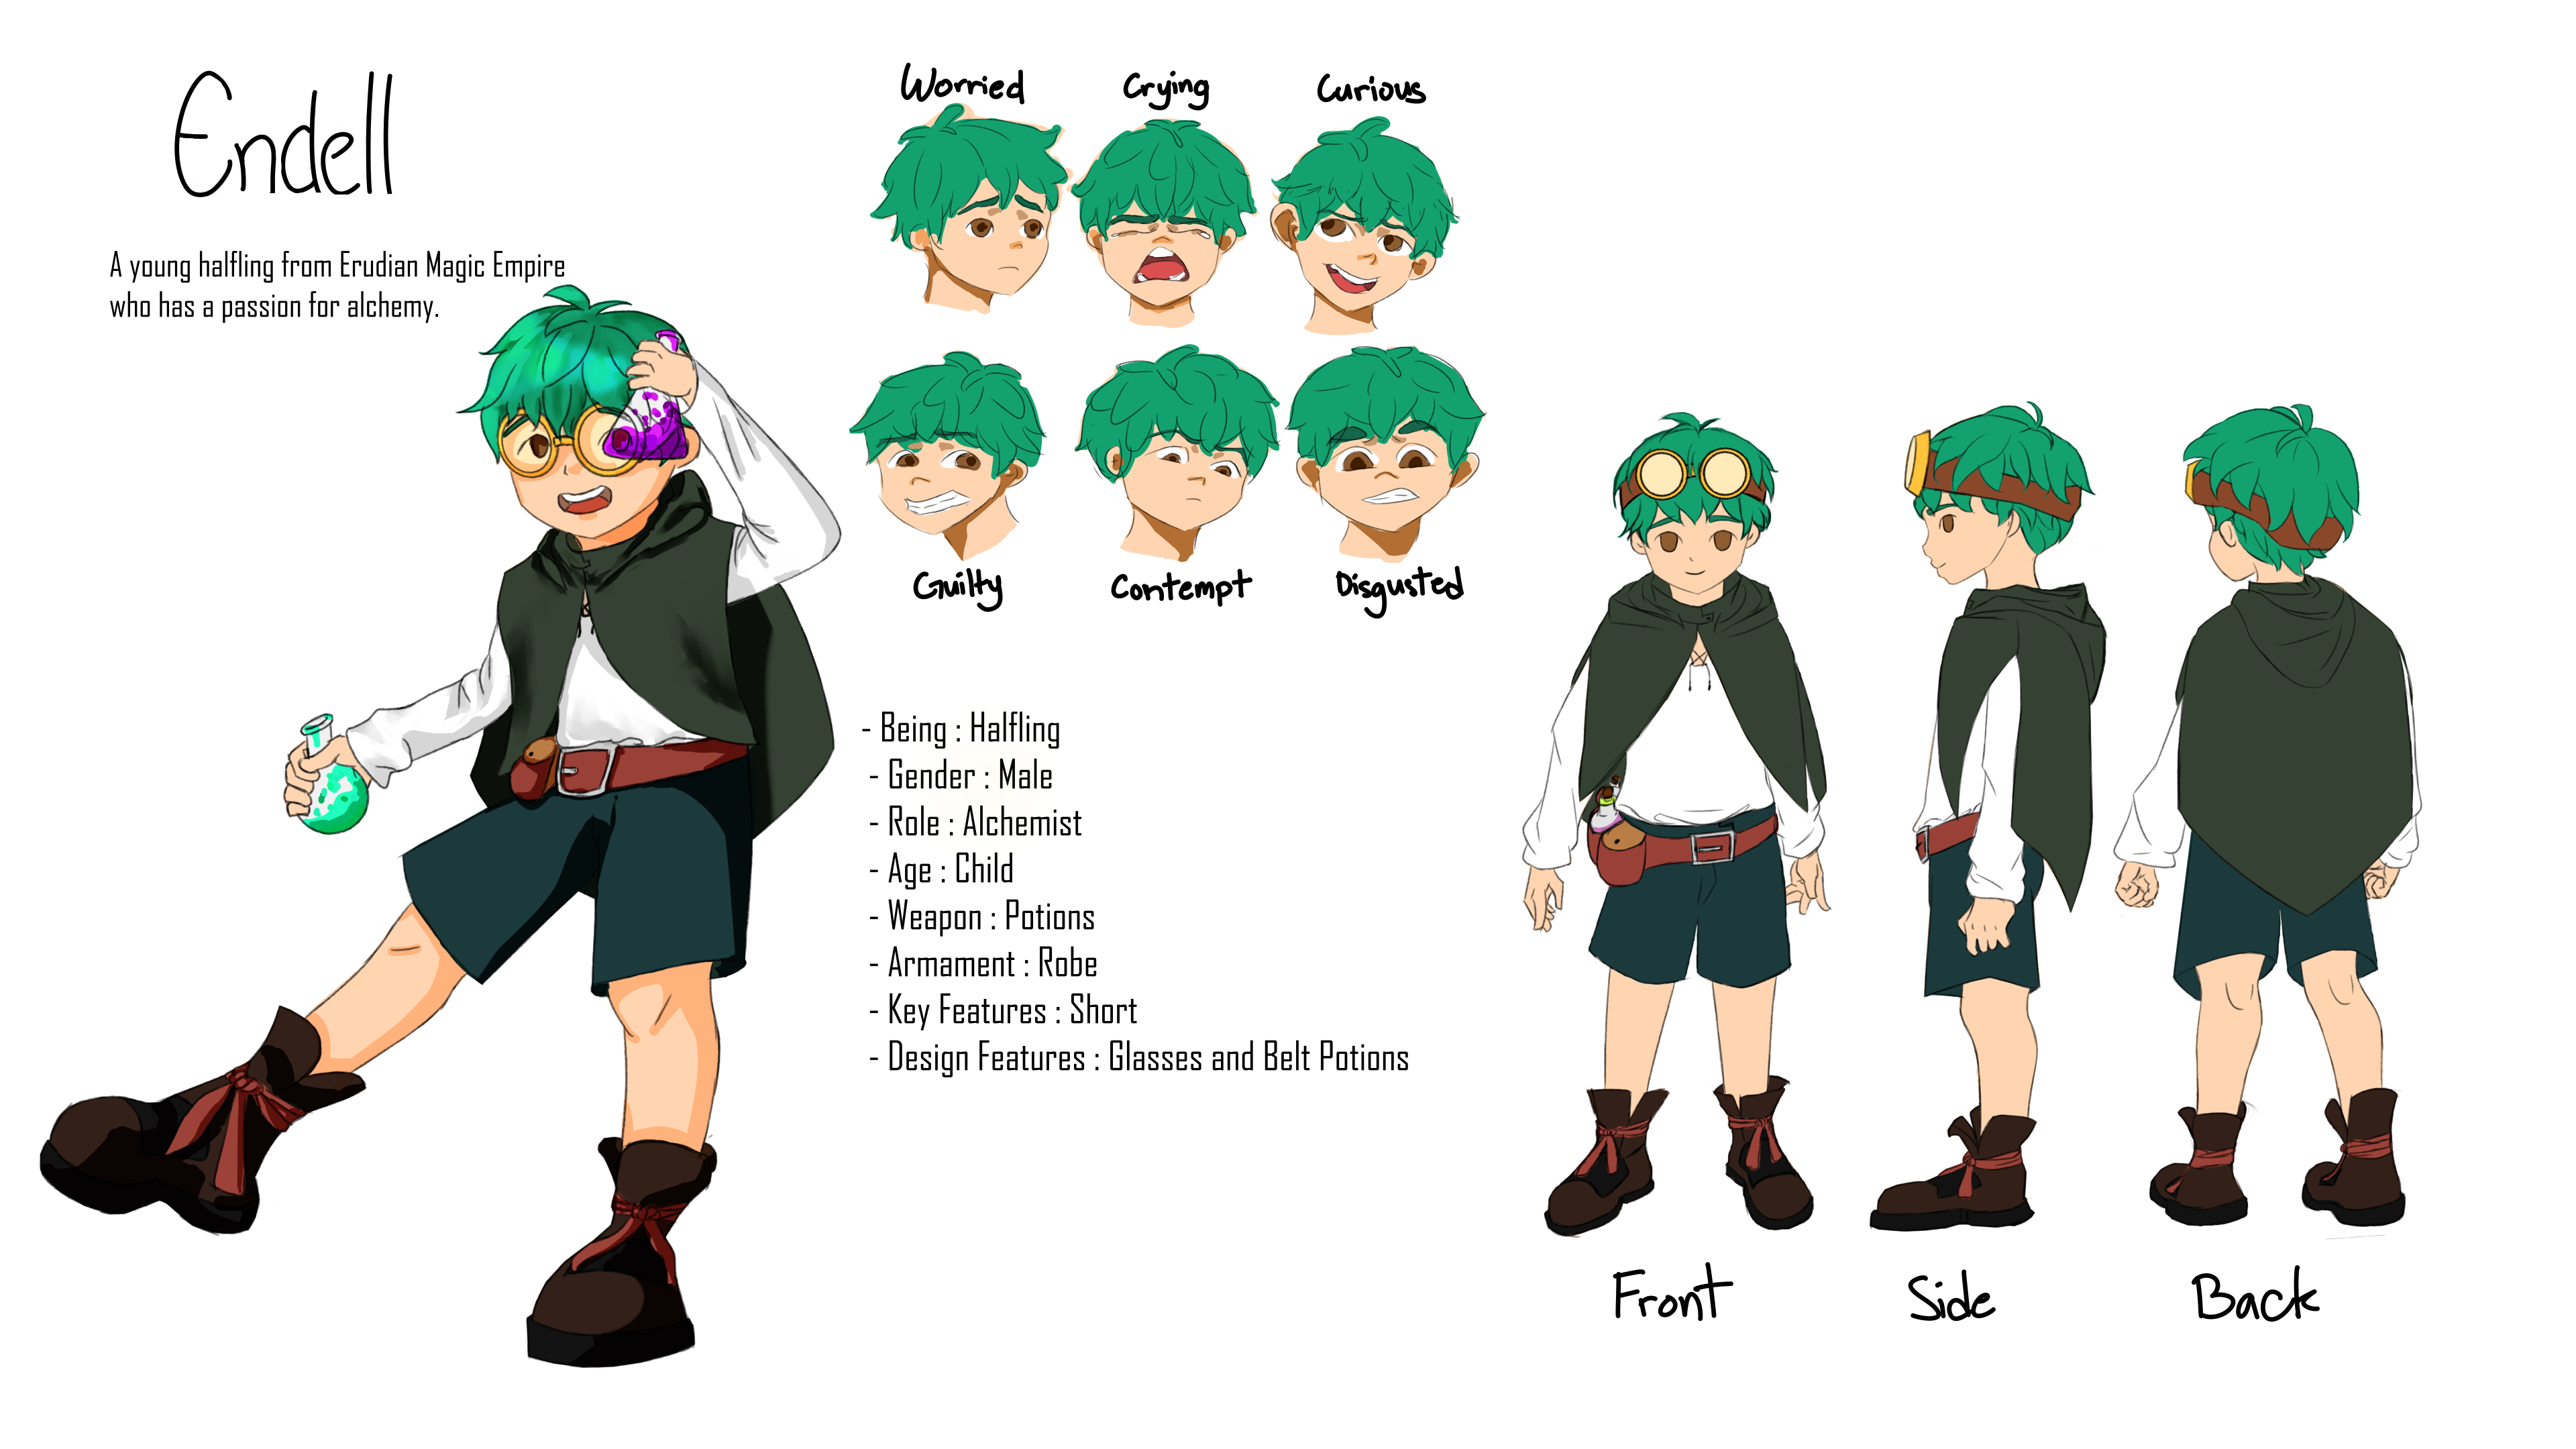 Endell
A young halfling from Erudian Magic Empire
who has a passion for alchemy.
Worried
Crying
Curious
Guilty
Contempt
Disgusted
- Being : Halfling
- Gender : Male
- Role : Alchemist
- Age : Child
- Weapon : Potions
- Armament : Robe
- Key Features : Short
- Design Features : Glasses and Belt Potions
Front
Side
Back